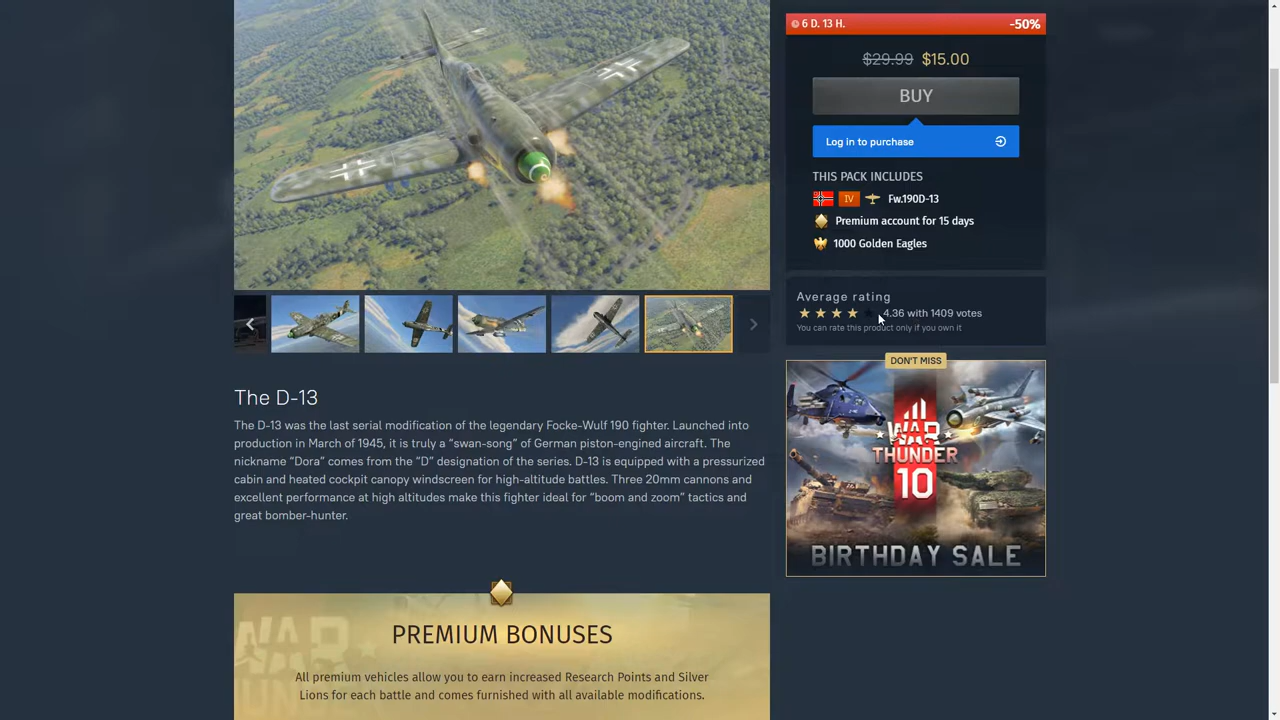 6 D. 13 H.
-50%
$29.99 $15.00
BUY
Log in to purchase
THIS PACK INCLUDES
IV Fw.190D-13
Premium account for 15 days
1000 Golden Eagles
Average rating
4.36 with 1409 votes
You can rate this product only if you own it
DON'T MISS
WAR
THUNDER
10
BIRTHDAY SALE
The D-13
The D-13 was the last serial modification of the legendary Focke-Wulf 190 fighter. Launched into
production in March of 1945, it is truly a “swan-song” of German piston-engined aircraft. The
nickname “Dora” comes from the “D” designation of the series. D-13 is equipped with a pressurized
cabin and heated cockpit canopy windscreen for high-altitude battles. Three 20mm cannons and
excellent performance at high altitudes make this fighter ideal for “boom and zoom” tactics and
great bomber-hunter.
WAR
THUNDER
PREMIUM BONUSES
All premium vehicles allow you to earn increased Research Points and Silver
Lions for each battle and comes furnished with all available modifications.